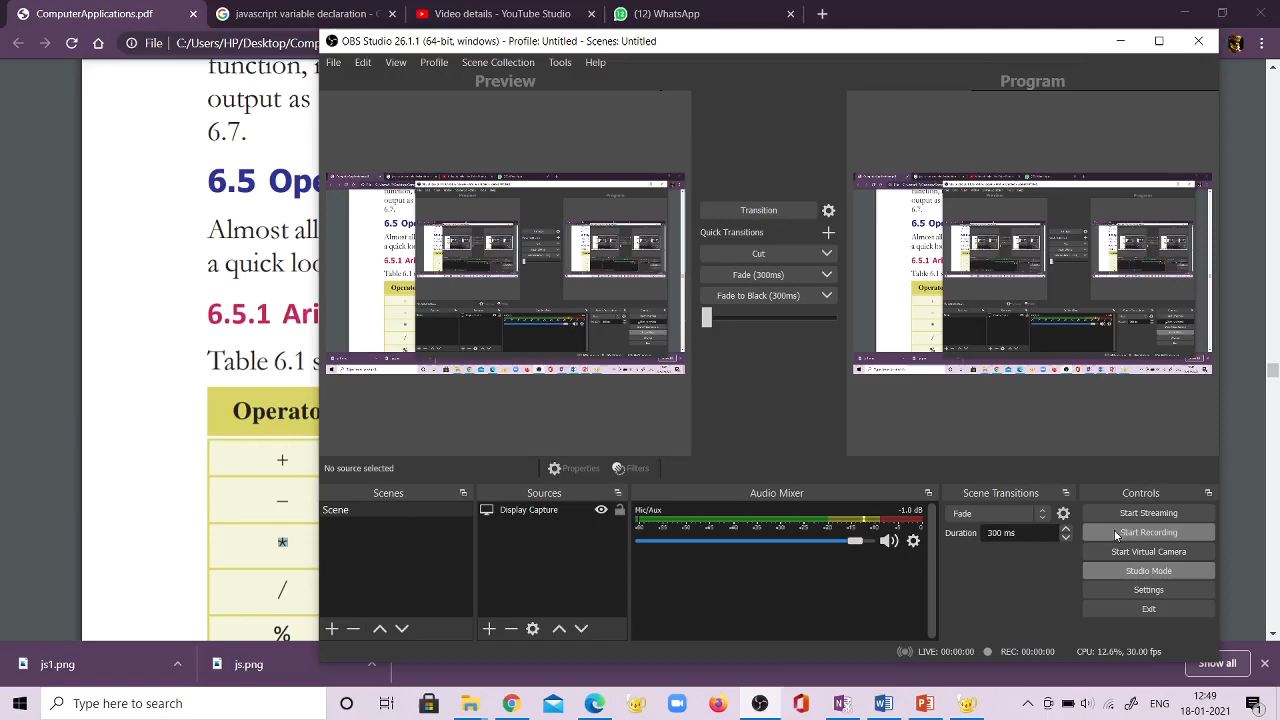 Computer Applications
javascript variable declaration - G
Video details - YouTube Studio
(12) WhatsApp
File
C:/Users/HP/Desktop/Comp
OBS Studio 26.1.1 (64-bit, windows) - Profile: Untitled - Scenes: Untitled
File Edit View Profile Scene Collection Tools Help
Preview
Program
function,
output as
6.7.
6.5 Ope
Almost all
a quick loo
6.5.1 Ari
Table 6.1 s
Operato
+
−
*
/
%
Transition
Quick Transitions
Cut
Fade (300ms)
Fade to Black (300ms)
No source selected
Properties
Filters
Scenes
Scene
Sources
Display Capture
Audio Mixer
Mic/Aux
-1.0 dB
Scene Transitions
Fade
Duration 300 ms
Controls
Start Streaming
Start Recording
Start Virtual Camera
Studio Mode
Settings
Exit
LIVE: 00:00:00
REC: 00:00:00
CPU: 12.6%, 30.00 fps
js1.png
js.png
Show all
Type here to search
12:49
18-01-2021